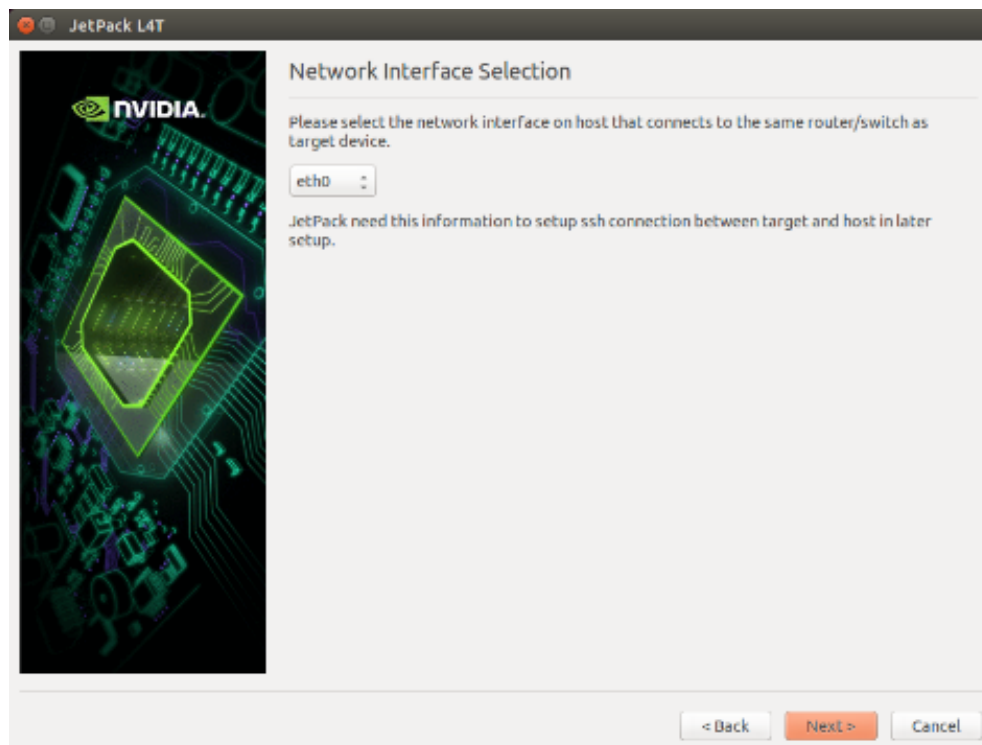 JetPack L4T
NVIDIA.
Network Interface Selection
Please select the network interface on host that connects to the same router/switch as
target device.
eth0
JetPack need this information to setup ssh connection between target and host in later
setup.
< Back
Next >
Cancel